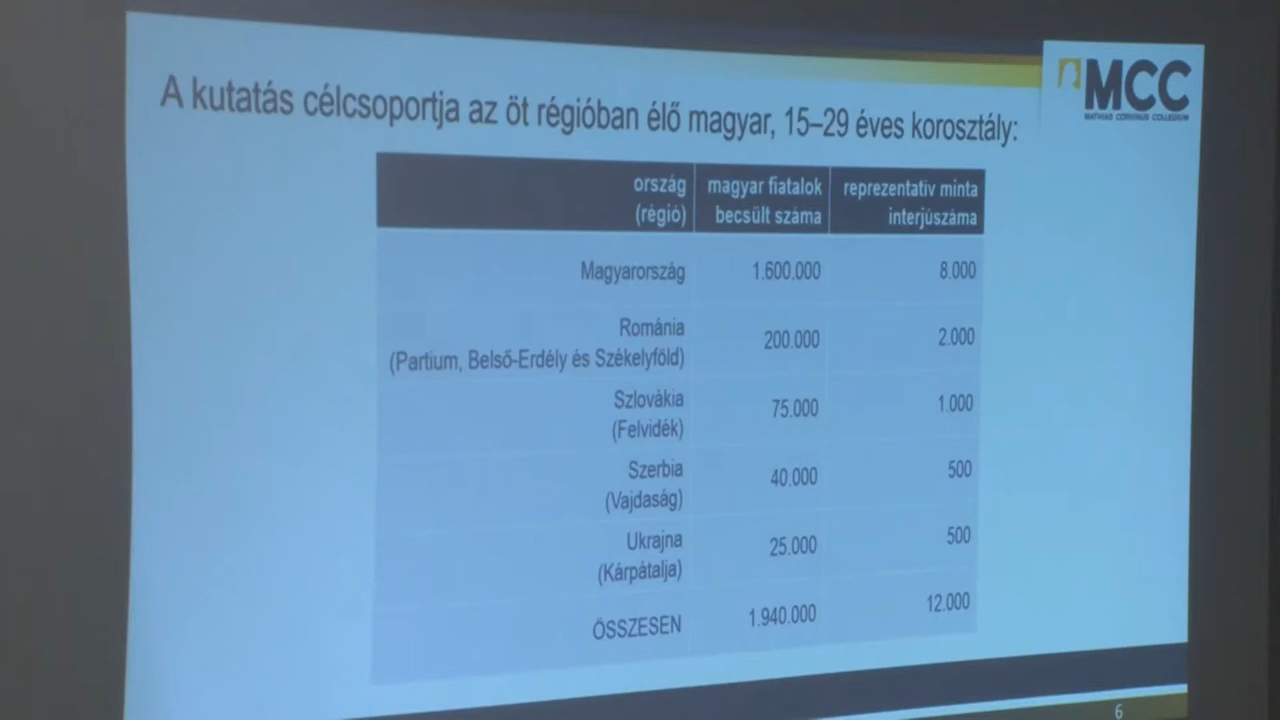 A kutatás célcsoportja az öt régióban élő magyar, 15–29 éves korosztály:
MCC
MATHIAS CORVINUS COLLEGIUM
ország (régió) magyar fiatalok becsült száma reprezentatív minta interjúszáma
Magyarország 1.600.000 8.000
Románia
(Partium, Belső-Erdély és Székelyföld) 200.000 2.000
Szlovákia
(Felvidék) 75.000 1.000
Szerbia
(Vajdaság) 40.000 500
Ukrajna
(Kárpátalja) 25.000 500
ÖSSZESEN 1.940.000 12.000
6